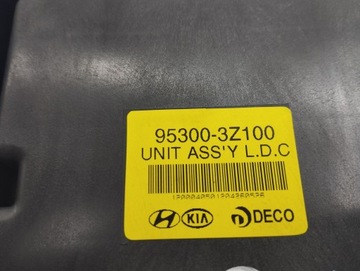 95300-3Z100
UNIT ASS'Y L.D.C
KIA
DECO